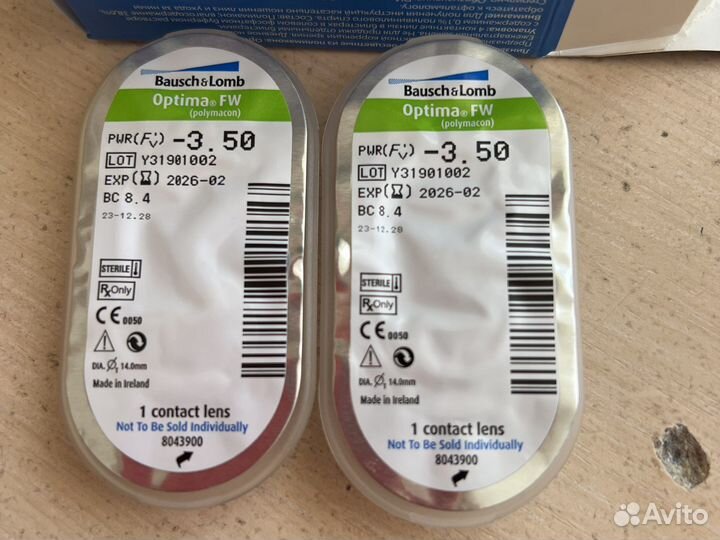 Bausch & Lomb
Optima® FW
(polymacon)
PWR(F'v) -3.50
LOT Y31901002
EXP 2026-02
BC 8.4
23-12.28
STERILE
Rx Only
CE 0050
DIA. Ø, 14.0mm
Made in Ireland
1 contact lens
Not To Be Sold Individually
8043900
Bausch & Lomb
Optima® FW
(polymacon)
PWR(F'v) -3.50
LOT Y31901002
EXP 2026-02
BC 8.4
23-12.28
STERILE
Rx Only
CE 0050
DIA. Ø, 14.0mm
Made in Ireland
1 contact lens
Not To Be Sold Individually
8043900
Avito